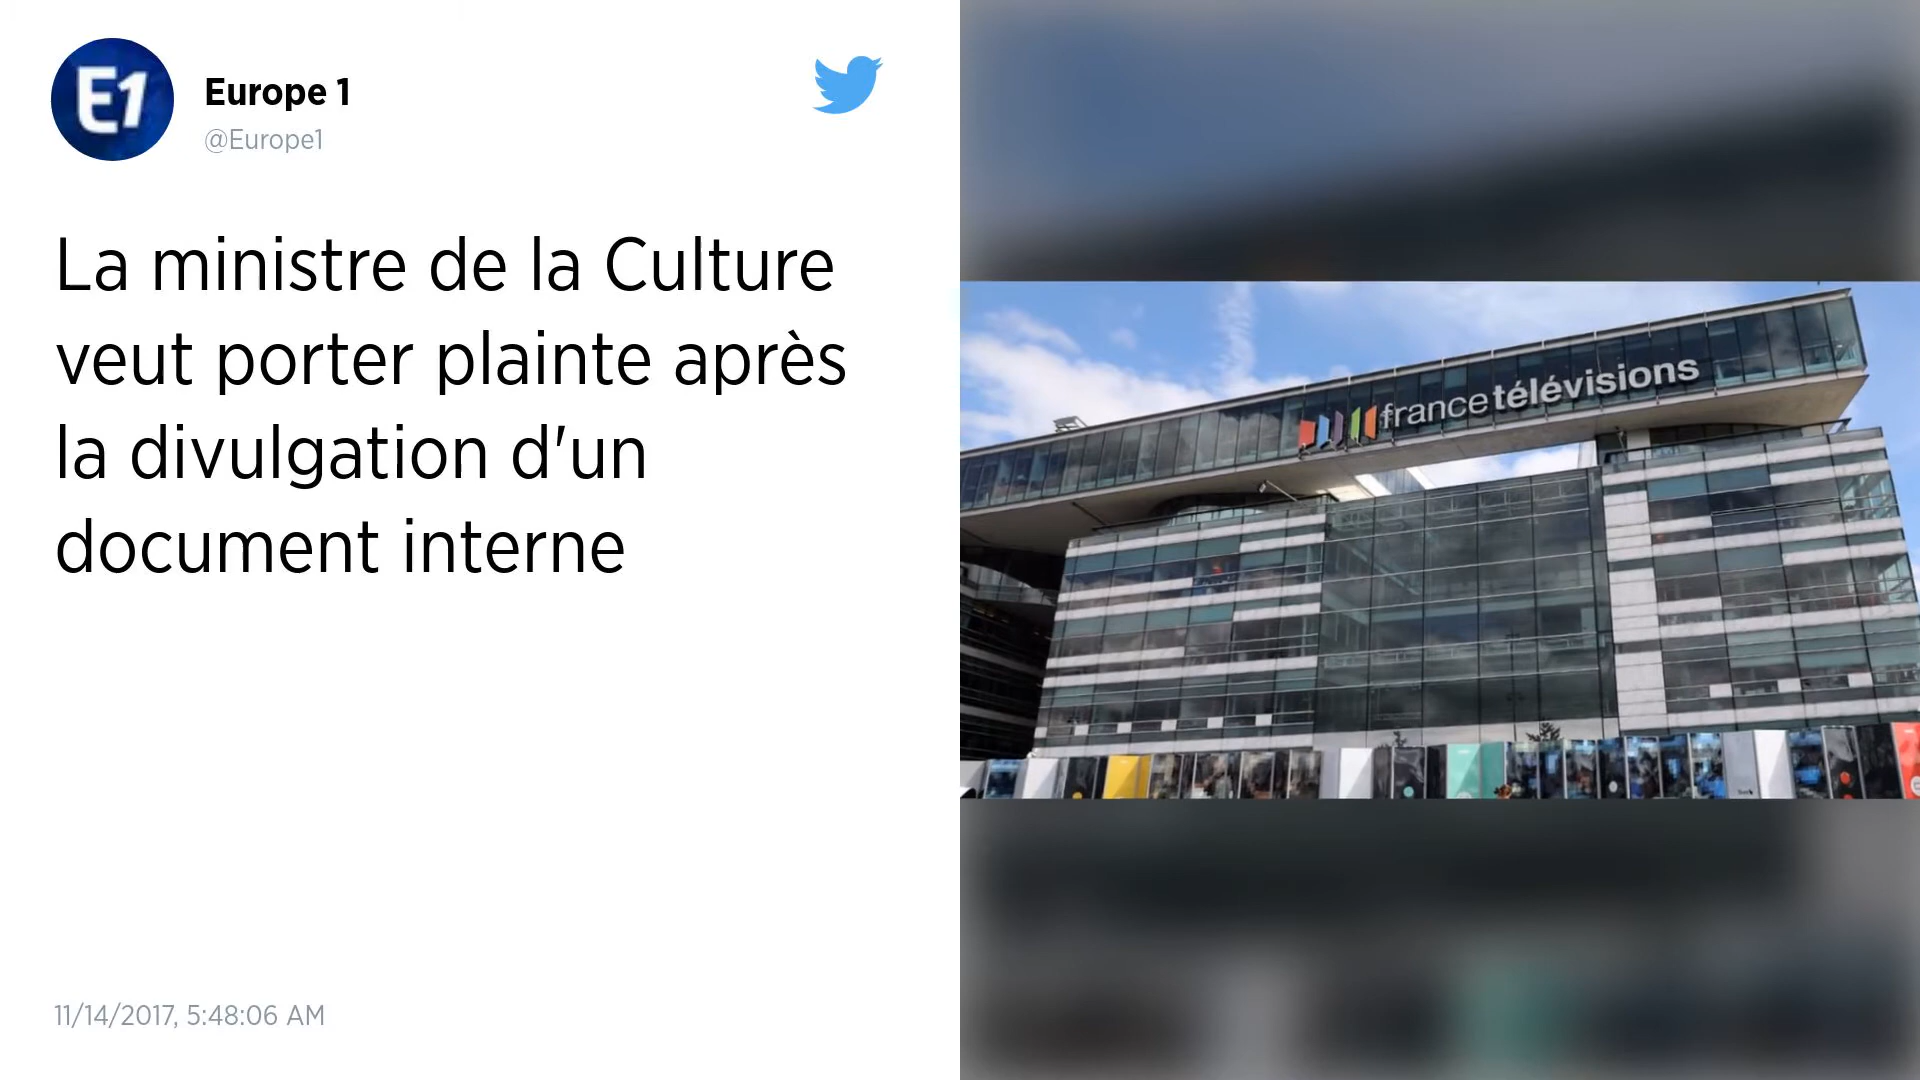 E1
Europe 1
@Europe1
La ministre de la Culture
veut porter plainte après
la divulgation d'un
document interne
11/14/2017, 5:48:06 AM
francetélévisions